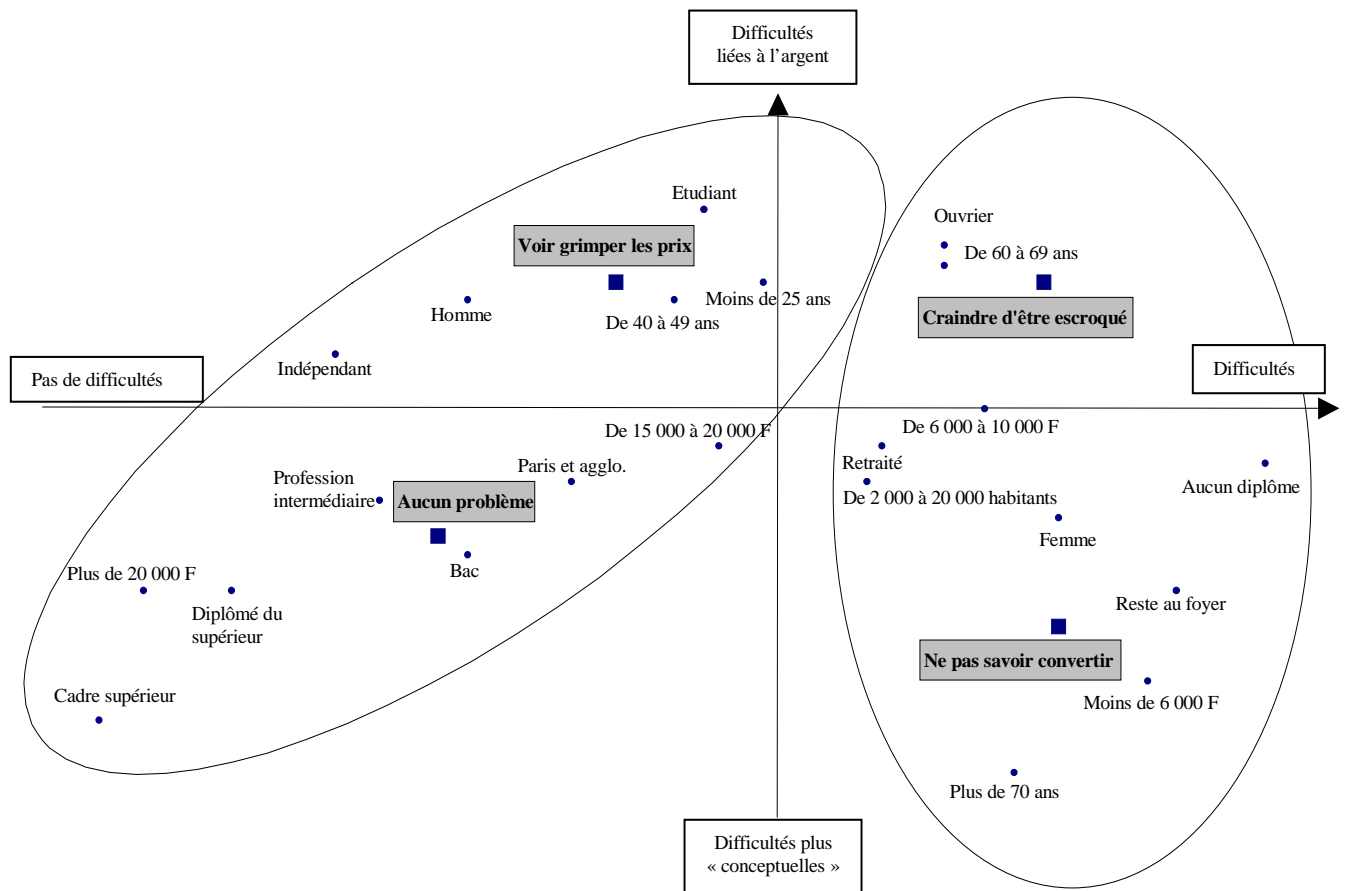 Difficultés
liées à l’argent
Etudiant
Ouvrier
Voir grimper les prix
De 60 à 69 ans
Moins de 25 ans
Homme
De 40 à 49 ans
Craindre d'être escroqué
Indépendant
Pas de difficultés
Difficultés
De 15 000 à 20 000 F
De 6 000 à 10 000 F
Paris et agglo.
Retraité
Profession
intermédiaire
Aucun problème
De 2 000 à 20 000 habitants
Aucun diplôme
Femme
Bac
Plus de 20 000 F
Diplômé du
supérieur
Reste au foyer
Ne pas savoir convertir
Cadre supérieur
Moins de 6 000 F
Plus de 70 ans
Difficultés plus
« conceptuelles »